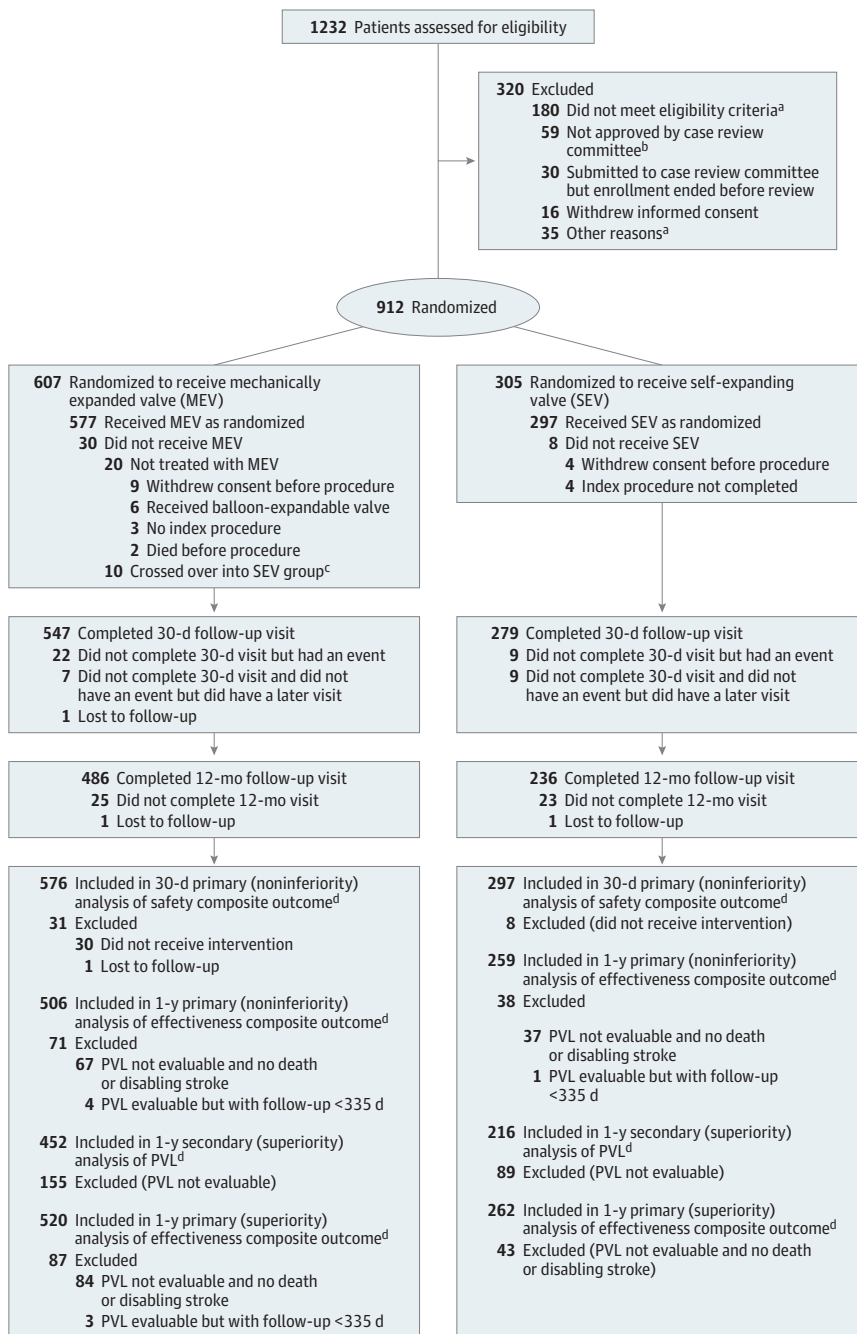 1232 Patients assessed for eligibility
320 Excluded
180 Did not meet eligibility criteriaᵃ
59 Not approved by case review
committeeᵇ
30 Submitted to case review committee
but enrollment ended before review
16 Withdrew informed consent
35 Other reasonsᵃ
912 Randomized
607 Randomized to receive mechanically
expanded valve (MEV)
577 Received MEV as randomized
30 Did not receive MEV
20 Not treated with MEV
9 Withdrew consent before procedure
6 Received balloon-expandable valve
3 No index procedure
2 Died before procedure
10 Crossed over into SEV groupᶜ
305 Randomized to receive self-expanding
valve (SEV)
297 Received SEV as randomized
8 Did not receive SEV
4 Withdrew consent before procedure
4 Index procedure not completed
547 Completed 30-d follow-up visit
22 Did not complete 30-d visit but had an event
7 Did not complete 30-d visit and did not
have an event but did have a later visit
1 Lost to follow-up
279 Completed 30-d follow-up visit
9 Did not complete 30-d visit but had an event
9 Did not complete 30-d visit and did not
have an event but did have a later visit
486 Completed 12-mo follow-up visit
25 Did not complete 12-mo visit
1 Lost to follow-up
236 Completed 12-mo follow-up visit
23 Did not complete 12-mo visit
1 Lost to follow-up
576 Included in 30-d primary (noninferiority)
analysis of safety composite outcomeᵈ
31 Excluded
30 Did not receive intervention
1 Lost to follow-up
506 Included in 1-y primary (noninferiority)
analysis of effectiveness composite outcomeᵈ
71 Excluded
67 PVL not evaluable and no death
or disabling stroke
4 PVL evaluable but with follow-up <335 d
452 Included in 1-y secondary (superiority)
analysis of PVLᵈ
155 Excluded (PVL not evaluable)
520 Included in 1-y primary (superiority)
analysis of effectiveness composite outcomeᵈ
87 Excluded
84 PVL not evaluable and no death
or disabling stroke
3 PVL evaluable but with follow-up <335 d
297 Included in 30-d primary (noninferiority)
analysis of safety composite outcomeᵈ
8 Excluded (did not receive intervention)
259 Included in 1-y primary (noninferiority)
analysis of effectiveness composite outcomeᵈ
38 Excluded
37 PVL not evaluable and no death
or disabling stroke
1 PVL evaluable but with follow-up
<335 d
216 Included in 1-y secondary (superiority)
analysis of PVLᵈ
89 Excluded (PVL not evaluable)
262 Included in 1-y primary (superiority)
analysis of effectiveness composite outcomeᵈ
43 Excluded (PVL not evaluable and no death
or disabling stroke)